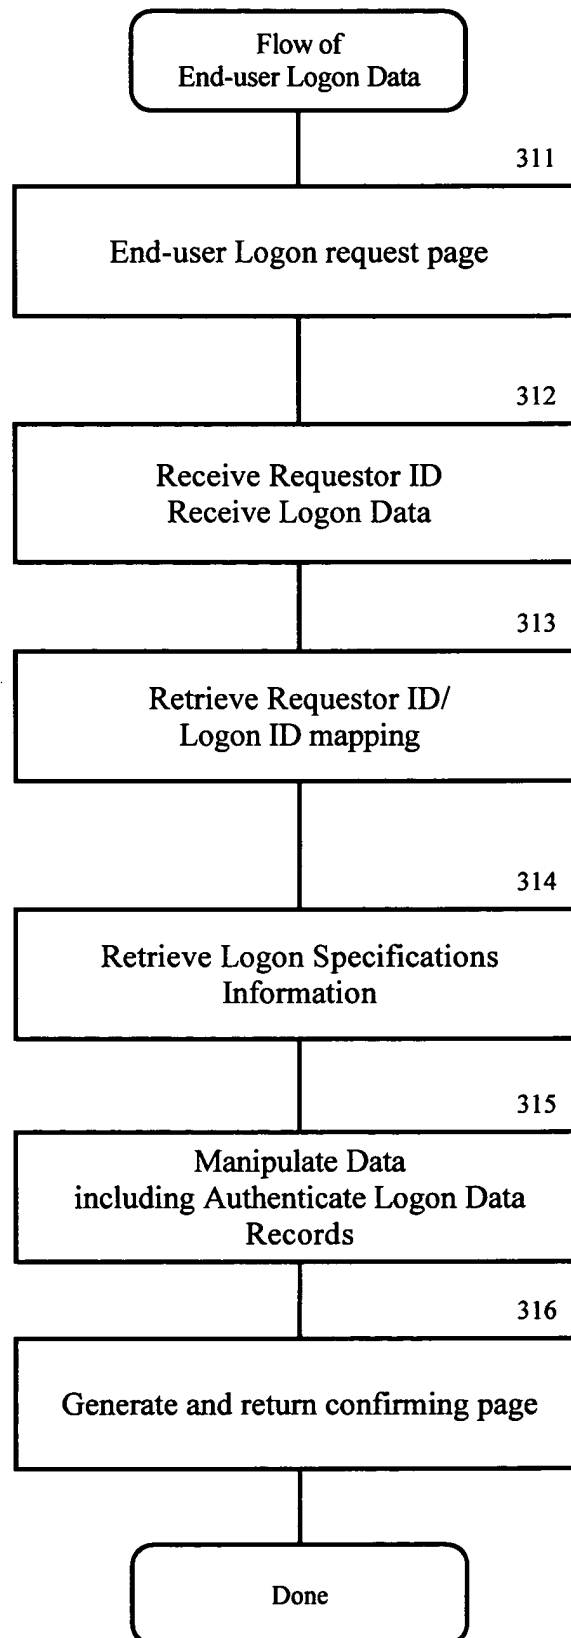 Flow of
End-user Logon Data
311
End-user Logon request page
312
Receive Requestor ID
Receive Logon Data
313
Retrieve Requestor ID/
Logon ID mapping
314
Retrieve Logon Specifications
Information
315
Manipulate Data
including Authenticate Logon Data
Records
316
Generate and return confirming page
Done